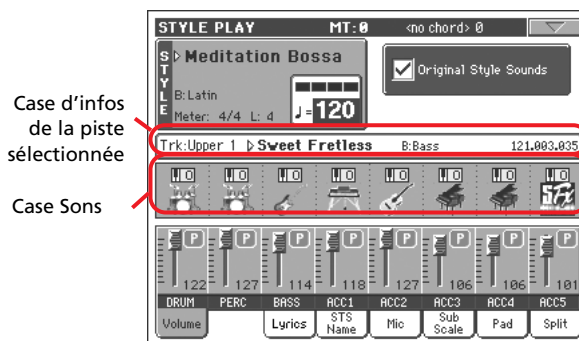 STYLE PLAY MT:0 <no chord> 0
STYLE
Meditation Bossa
B:Latin
Meter: 4/4 L: 4 ♩=120
Original Style Sounds
Case d’infos
de la piste
sélectionnée
Trk:Upper 1 Sweet Fretless B:Bass 121.003.035
Case Sons
SFX
P P P P P P P P
122 127 114 118 127 106 106 101
DRUM PERC BASS ACC1 ACC2 ACC3 ACC4 ACC5
Volume Lyrics STS Name Mic Sub Scale Pad Split